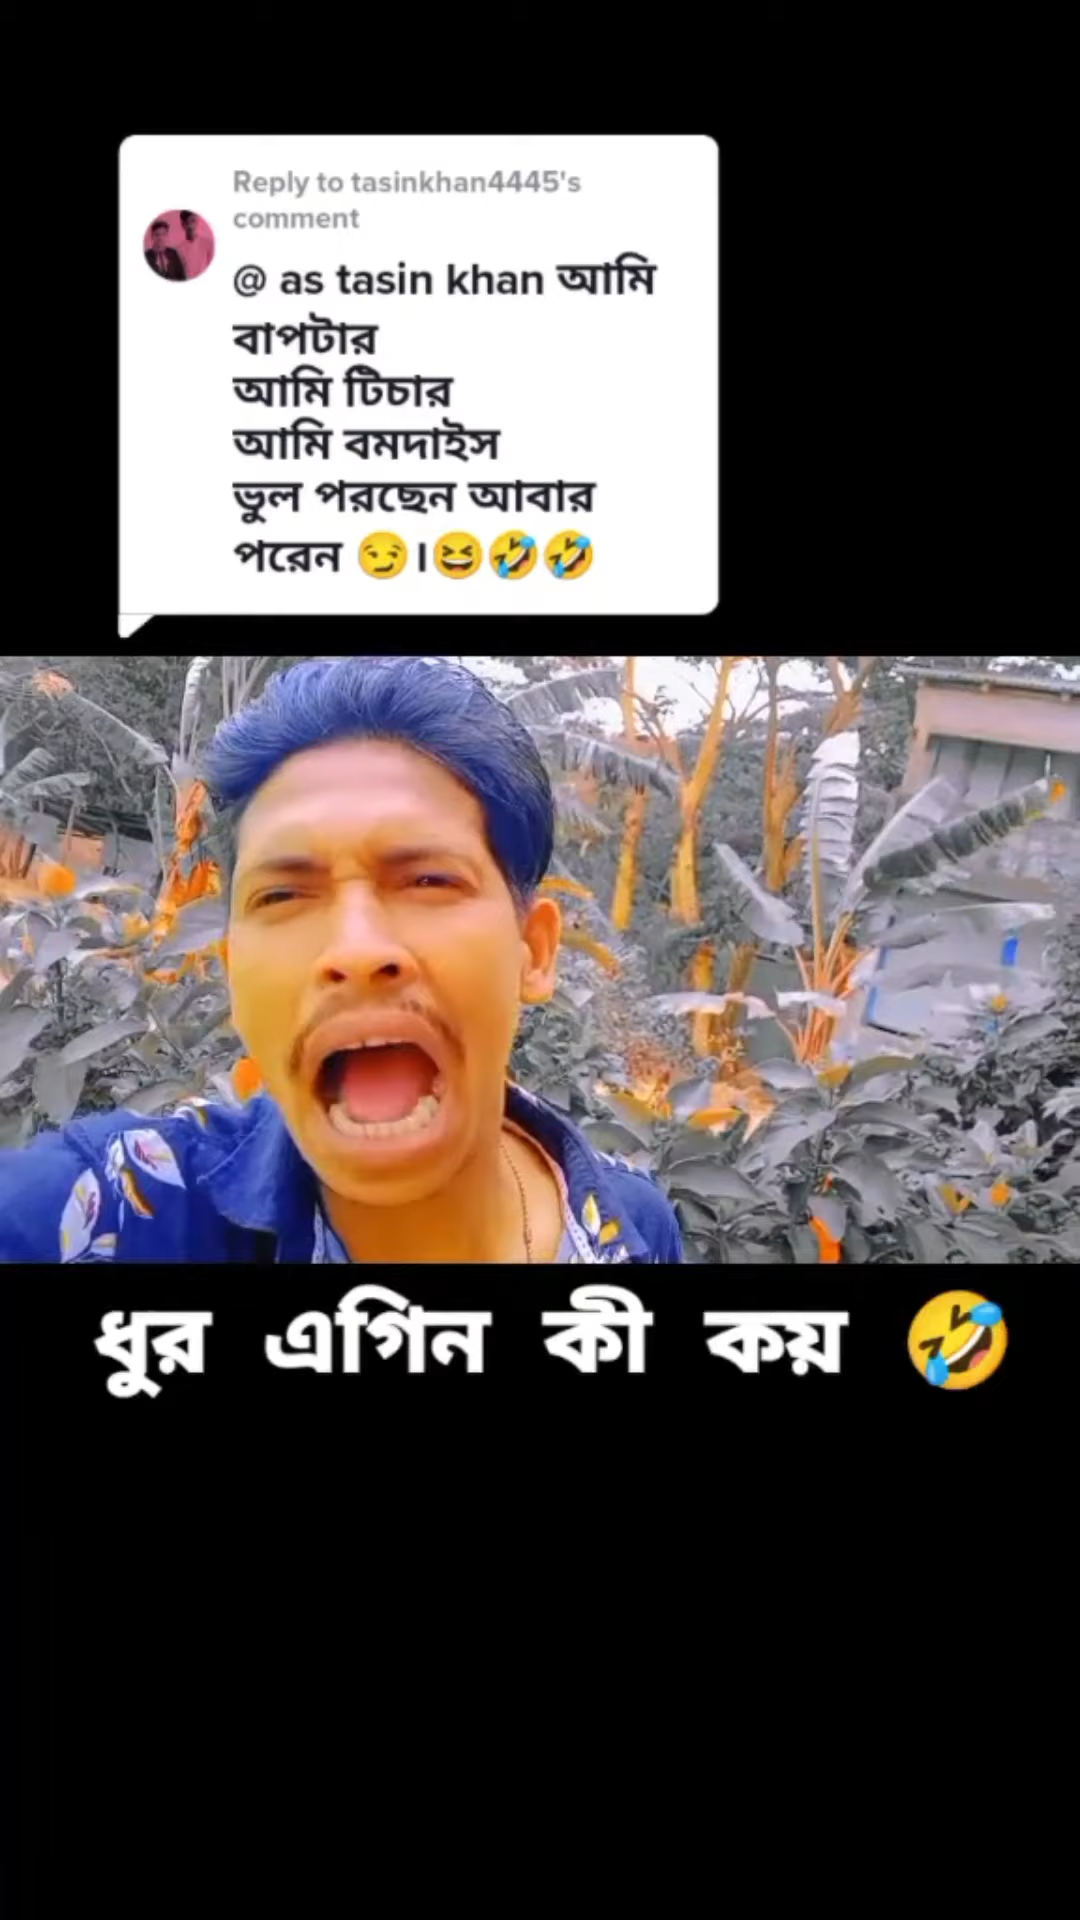 Reply to tasinkhan4445's
comment
@ as tasin khan আমি
বাপটার
আমি টিচার
আমি বমদাইস
ভুল পরছেন আবার
পরেন 😏।😆🤣🤣
ধুর এগিন কী কয় 🤣